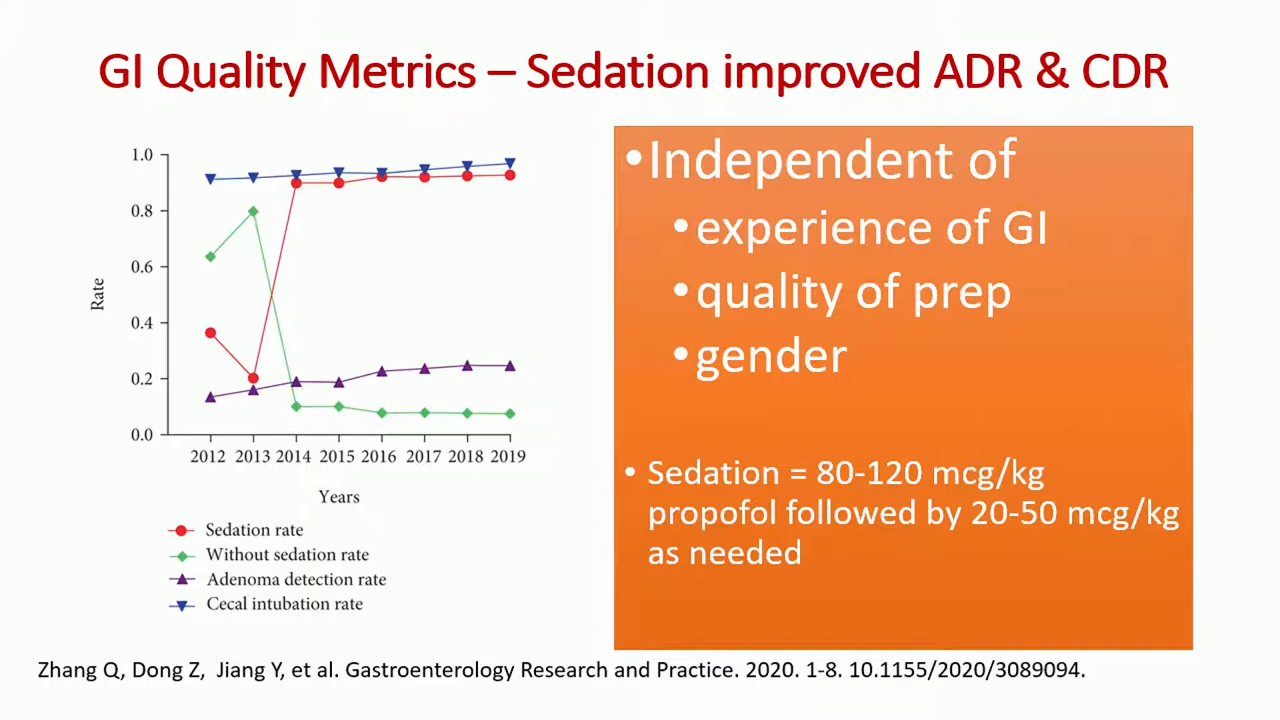 GI Quality Metrics – Sedation improved ADR & CDR
1.0
0.8
0.6
0.4
0.2
0.0
Rate
2012 2013 2014 2015 2016 2017 2018 2019
Years
Sedation rate
Without sedation rate
Adenoma detection rate
Cecal intubation rate
•Independent of
•experience of GI
•quality of prep
•gender
• Sedation = 80-120 mcg/kg
propofol followed by 20-50 mcg/kg
as needed
Zhang Q, Dong Z, Jiang Y, et al. Gastroenterology Research and Practice. 2020. 1-8. 10.1155/2020/3089094.